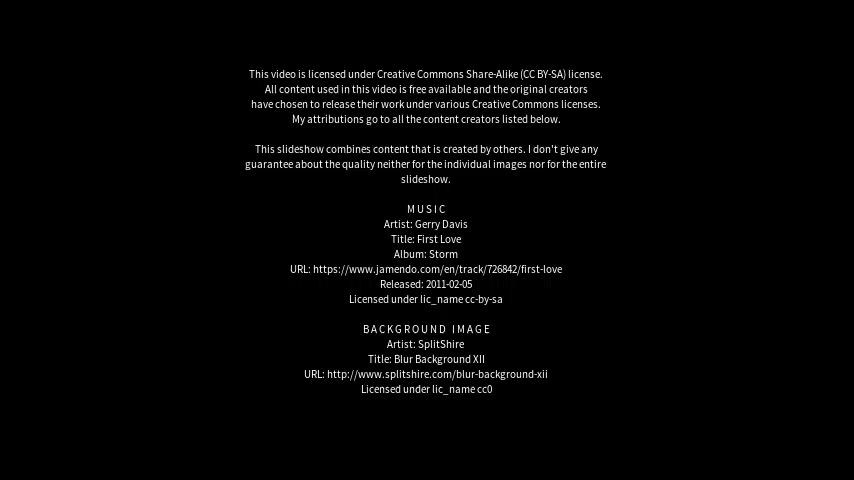 This video is licensed under Creative Commons Share-Alike (CC BY-SA) license.
All content used in this video is free available and the original creators
have chosen to release their work under various Creative Commons licenses.
My attributions go to all the content creators listed below.
This slideshow combines content that is created by others. I don't give any
guarantee about the quality neither for the individual images nor for the entire
slideshow.
MUSIC
Artist: Gerry Davis
Title: First Love
Album: Storm
URL: https://www.jamendo.com/en/track/726842/first-love
Released: 2011-02-05
Licensed under lic_name cc-by-sa
BACKGROUND IMAGE
Artist: SplitShire
Title: Blur Background XII
URL: http://www.splitshire.com/blur-background-xii
Licensed under lic_name cc0